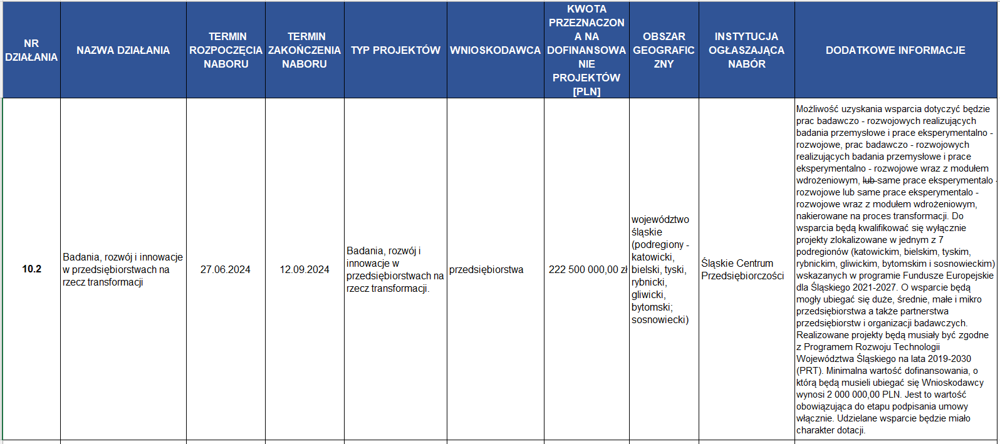 NR
DZIAŁANIA
NAZWA DZIAŁANIA
TERMIN
ROZPOCZĘCIA
NABORU
TERMIN
ZAKOŃCZENIA
NABORU
TYP PROJEKTÓW
WNIOSKODAWCA
KWOTA
PRZEZNACZON
A NA
DOFINANSOWA
NIE
PROJEKTÓW
[PLN]
OBSZAR
GEOGRAFIC
ZNY
INSTYTUCJA
OGŁASZAJĄCA
NABÓR
DODATKOWE INFORMACJE
10.2
Badania, rozwój i innowacje
w przedsiębiorstwach na
rzecz transformacji
27.06.2024
12.09.2024
Badania, rozwój i
innowacje w
przedsiębiorstwach na
rzecz transformacji.
przedsiębiorstwa
222 500 000,00 zł
województwo
śląskie
(podregiony -
katowicki,
bielski, tyski,
rybnicki,
gliwicki,
bytomski;
sosnowiecki)
Śląskie Centrum
Przedsiębiorczości
Możliwość uzyskania wsparcia dotyczyć będzie
prac badawczo - rozwojowych realizujących
badania przemysłowe i prace eksperymentalno -
rozwojowe, prac badawczo - rozwojowych
realizujących badania przemysłowe i prace
eksperymentalno - rozwojowe wraz z modułem
wdrożeniowym, lub same prace eksperymentalo -
rozwojowe lub same prace eksperymentalo -
rozwojowe wraz z modułem wdrożeniowym,
nakierowane na proces transformacji. Do
wsparcia będą kwalifikować się wyłącznie
projekty zlokalizowane w jednym z 7
podregionów (katowickim, bielskim, tyskim,
rybnickim, gliwickim, bytomskim i sosnowieckim)
wskazanych w programie Fundusze Europejskie
dla Śląskiego 2021-2027. O wsparcie będą
mogły ubiegać się duże, średnie, małe i mikro
przedsiębiorstwa a także partnerstwa
przedsiębiorstw i organizacji badawczych.
Realizowane projekty będą musiały być zgodne
z Programem Rozwoju Technologii
Województwa Śląskiego na lata 2019-2030
(PRT). Minimalna wartość dofinansowania, o
którą będą musieli ubiegać się Wnioskodawcy
wynosi 2 000 000,00 PLN. Jest to wartość
obowiązująca do etapu podpisania umowy
włącznie. Udzielane wsparcie będzie miało
charakter dotacji.